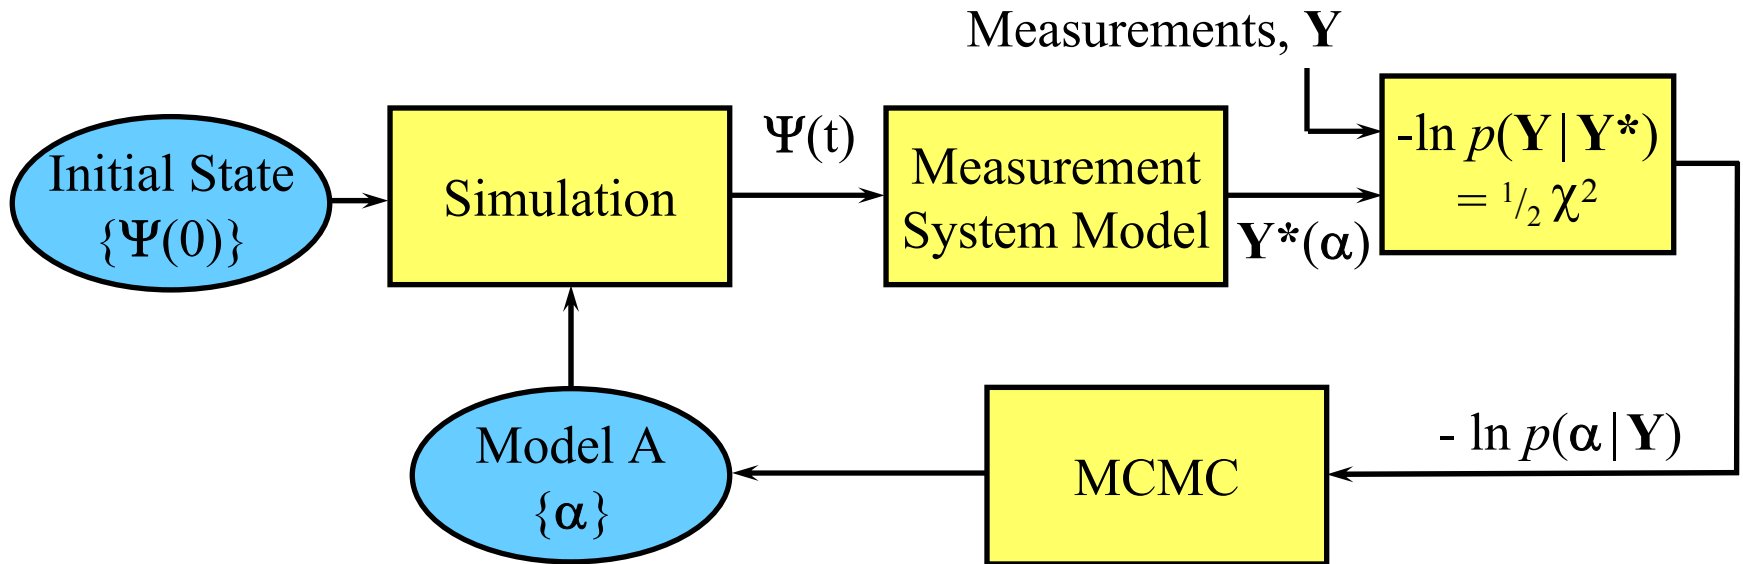 Measurements, Y
Initial State
{Ψ(0)}
Simulation
Ψ(t)
Measurement
System Model
Y*(α)
-ln p(Y | Y*)
= 1/2 χ²
Model A
{α}
MCMC
- ln p(α | Y)